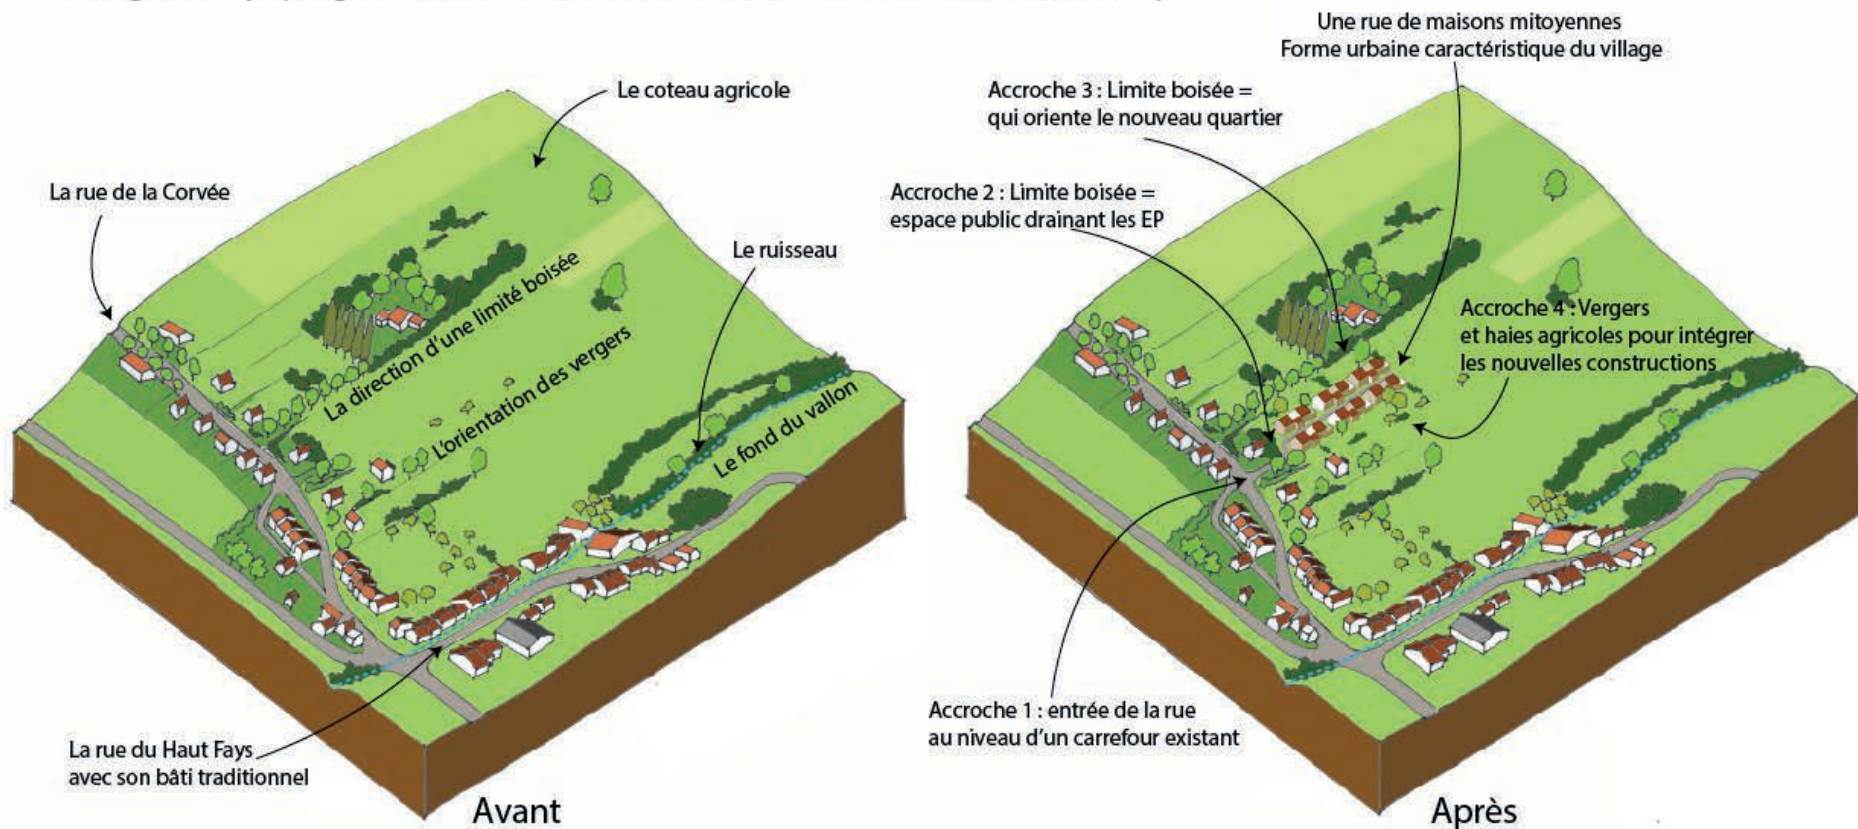 Le coteau agricole
La rue de la Corvée
Le ruisseau
La direction d'une limité boisée
L'orientation des vergers
Le fond du vallon
La rue du Haut Fays
avec son bâti traditionnel
Avant
Une rue de maisons mitoyennes
Forme urbaine caractéristique du village
Accroche 3 : Limite boisée =
qui oriente le nouveau quartier
Accroche 2 : Limite boisée =
espace public drainant les EP
Accroche 4 : Vergers
et haies agricoles pour intégrer
les nouvelles constructions
Accroche 1 : entrée de la rue
au niveau d'un carrefour existant
Après